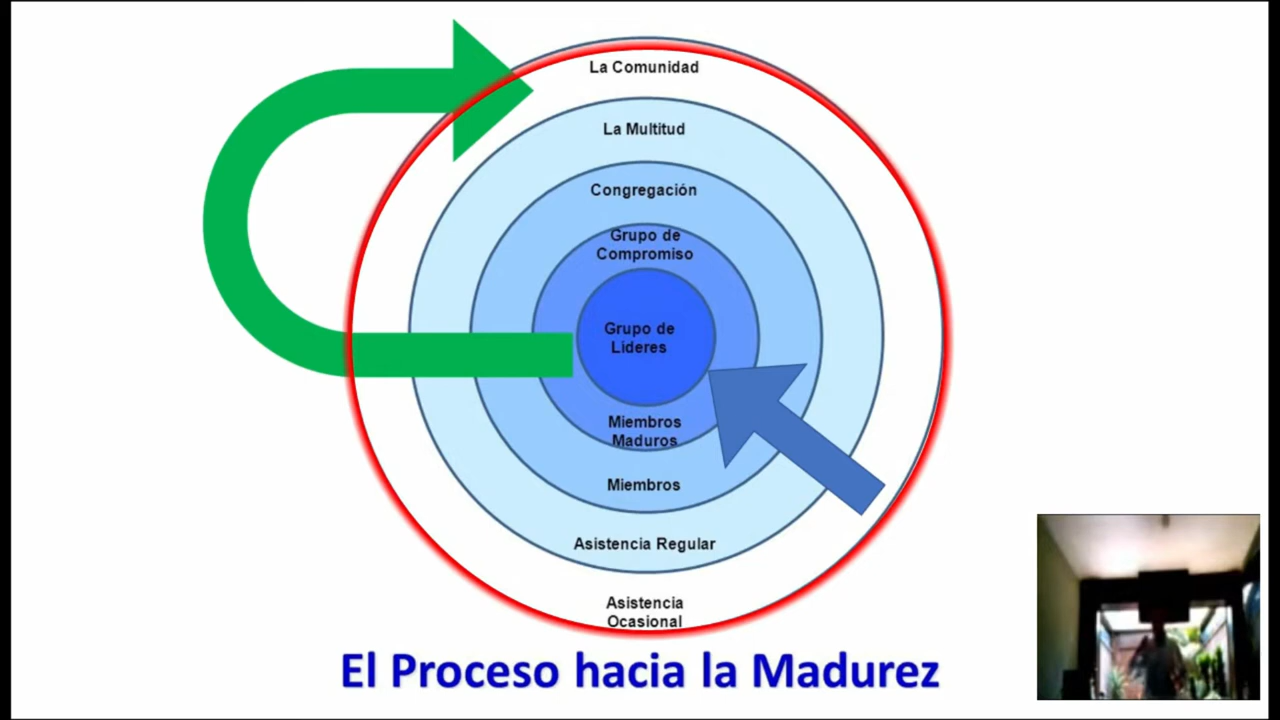 La Comunidad
La Multitud
Congregación
Grupo de
Compromiso
Grupo de
Lideres
Miembros
Maduros
Miembros
Asistencia Regular
Asistencia
Ocasional
El Proceso hacia la Madurez